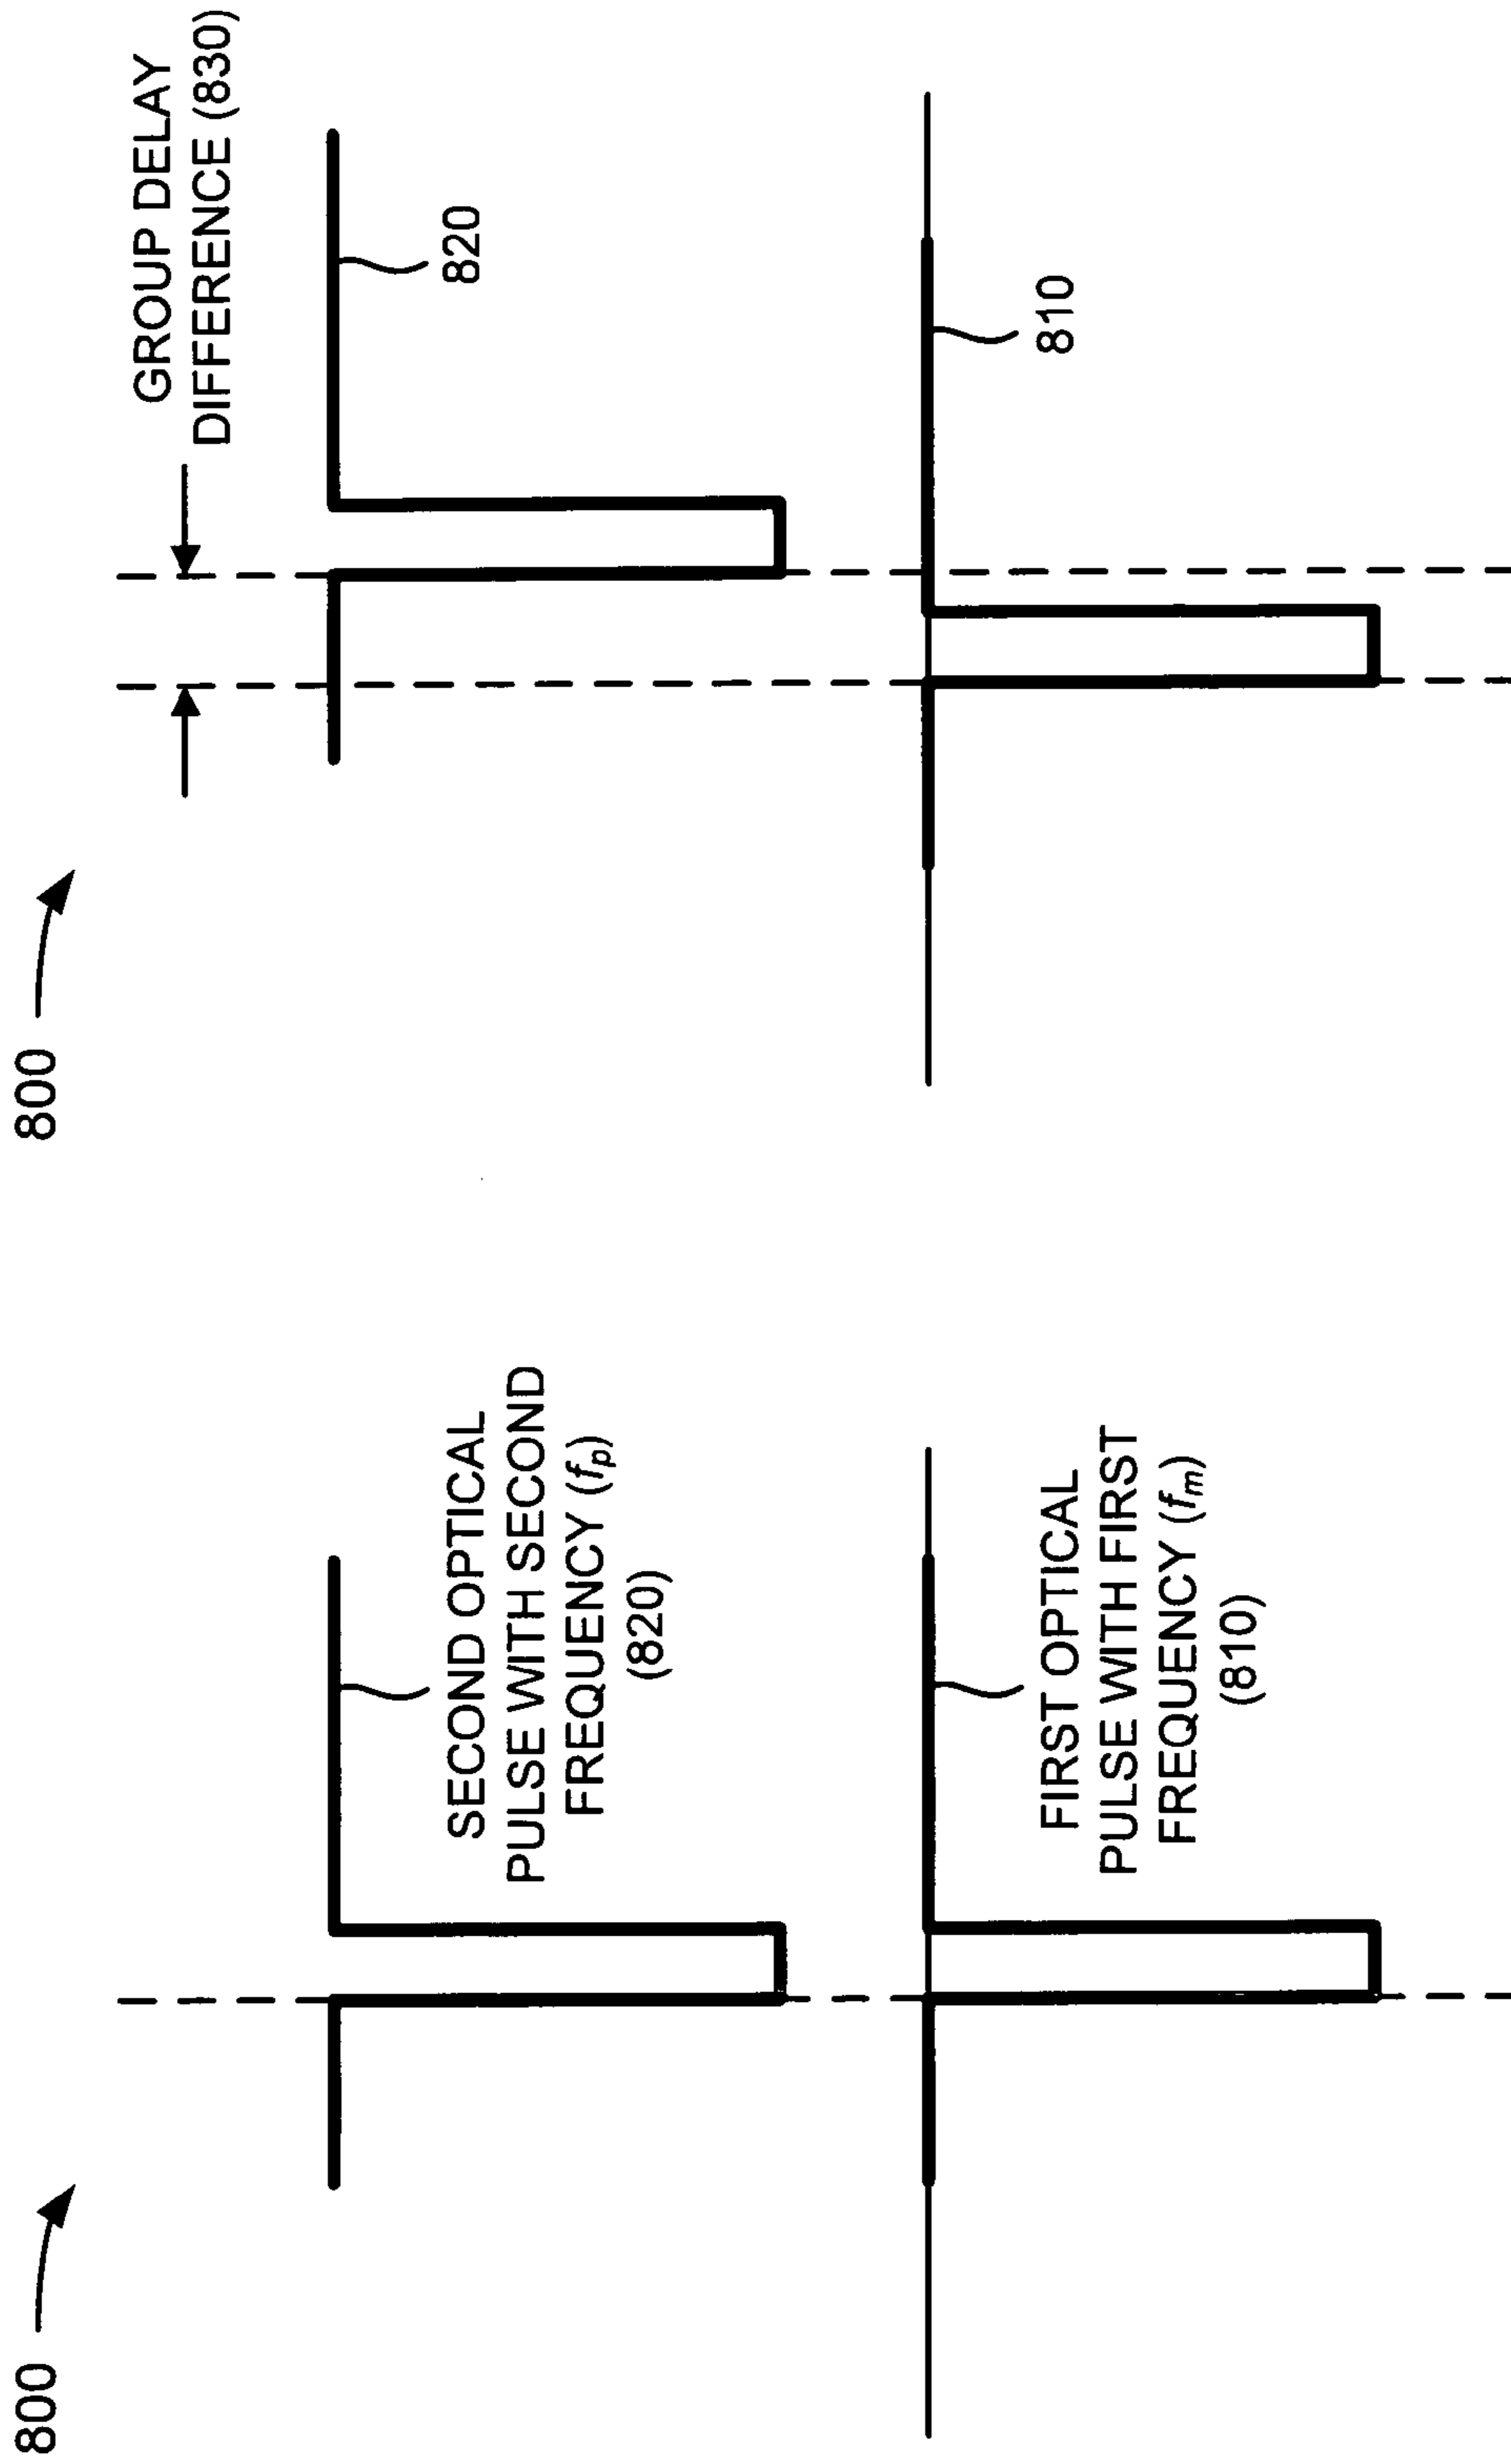 800
SECOND OPTICAL
PULSE WITH SECOND
FREQUENCY (fp)
(820)
FIRST OPTICAL
PULSE WITH FIRST
FREQUENCY (fm)
(810)
800
GROUP DELAY
DIFFERENCE (830)
820
810